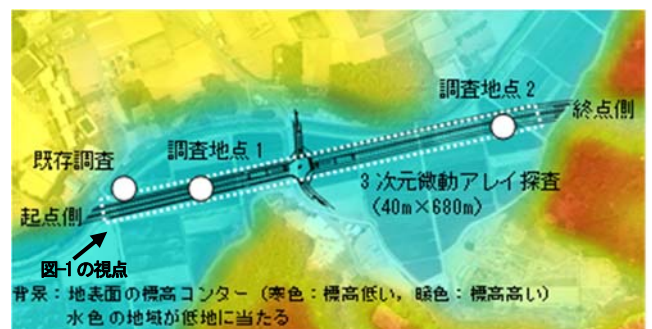 調査地点2
終点側
調査地点1
既存調査
3次元微動アレイ探査
(40m×680m)
起点側
図-1の視点
背景:地表面の標高コンター(寒色:標高低い,暖色:標高高い)
水色の地域が低地に当たる